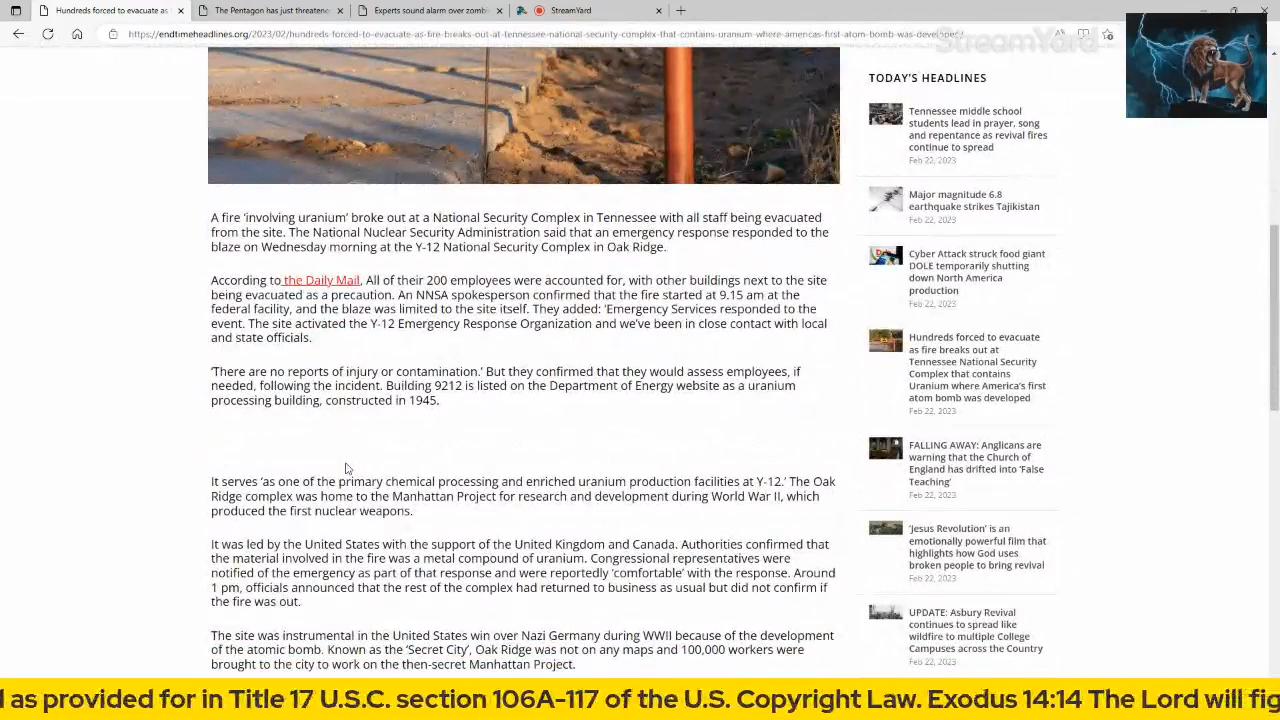 Hundreds forced to evacuate as
The Pentagon has just threatene
Experts sound alarm over zomb
StreamYard
https://endtimeheadlines.org/2023/02/hundreds-forced-to-evacuate-as-fire-breaks-out-at-tennessee-national-security-complex-that-contains-uranium-where-americas-first-atom-bomb-was-developed/
StreamYard
A fire ‘involving uranium’ broke out at a National Security Complex in Tennessee with all staff being evacuated
from the site. The National Nuclear Security Administration said that an emergency response responded to the
blaze on Wednesday morning at the Y-12 National Security Complex in Oak Ridge.
According to the Daily Mail, All of their 200 employees were accounted for, with other buildings next to the site
being evacuated as a precaution. An NNSA spokesperson confirmed that the fire started at 9.15 am at the
federal facility, and the blaze was limited to the site itself. They added: ‘Emergency Services responded to the
event. The site activated the Y-12 Emergency Response Organization and we’ve been in close contact with local
and state officials.
‘There are no reports of injury or contamination.’ But they confirmed that they would assess employees, if
needed, following the incident. Building 9212 is listed on the Department of Energy website as a uranium
processing building, constructed in 1945.
It serves ‘as one of the primary chemical processing and enriched uranium production facilities at Y-12.’ The Oak
Ridge complex was home to the Manhattan Project for research and development during World War II, which
produced the first nuclear weapons.
It was led by the United States with the support of the United Kingdom and Canada. Authorities confirmed that
the material involved in the fire was a metal compound of uranium. Congressional representatives were
notified of the emergency as part of that response and were reportedly ‘comfortable’ with the response. Around
1 pm, officials announced that the rest of the complex had returned to business as usual but did not confirm if
the fire was out.
The site was instrumental in the United States win over Nazi Germany during WWII because of the development
of the atomic bomb. Known as the ‘Secret City’, Oak Ridge was not on any maps and 100,000 workers were
brought to the city to work on the then-secret Manhattan Project.
TODAY'S HEADLINES
Tennessee middle school
students lead in prayer, song
and repentance as revival fires
continue to spread
Feb 22, 2023
Major magnitude 6.8
earthquake strikes Tajikistan
Feb 22, 2023
Cyber Attack struck food giant
DOLE temporarily shutting
down North America
production
Feb 22, 2023
Hundreds forced to evacuate
as fire breaks out at
Tennessee National Security
Complex that contains
Uranium where America’s first
atom bomb was developed
Feb 22, 2023
FALLING AWAY: Anglicans are
warning that the Church of
England has drifted into ‘False
Teaching’
Feb 22, 2023
‘Jesus Revolution’ is an
emotionally powerful film that
highlights how God uses
broken people to bring revival
Feb 22, 2023
UPDATE: Asbury Revival
continues to spread like
wildfire to multiple College
Campuses across the Country
Feb 22, 2023
d as provided for in Title 17 U.S.C. section 106A-117 of the U.S. Copyright Law. Exodus 14:14 The Lord will fig